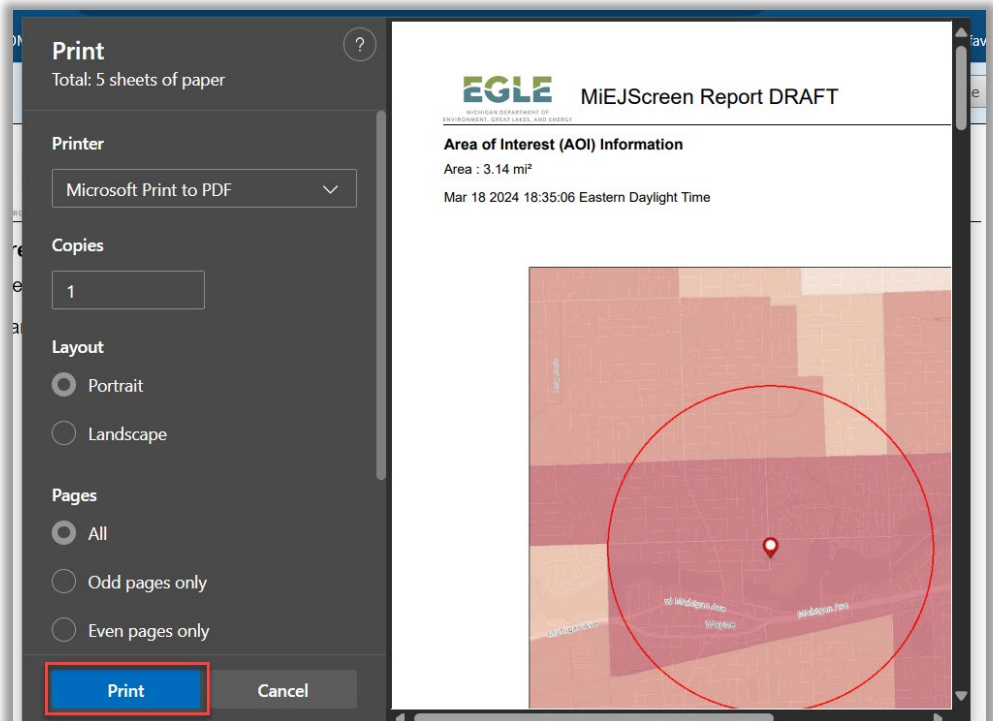 Print
?
Total: 5 sheets of paper
Printer
Microsoft Print to PDF
Copies
1
Layout
Portrait
Landscape
Pages
All
Odd pages only
Even pages only
Print
Cancel
fav
EGLE
MICHIGAN DEPARTMENT OF
ENVIRONMENT, GREAT LAKES, AND ENERGY
MiEJScreen Report DRAFT
Area of Interest (AOI) Information
Area : 3.14 mi²
Mar 18 2024 18:35:06 Eastern Daylight Time
W Michigan Ave
Michigan Ave
Michigan Ave
Wayne